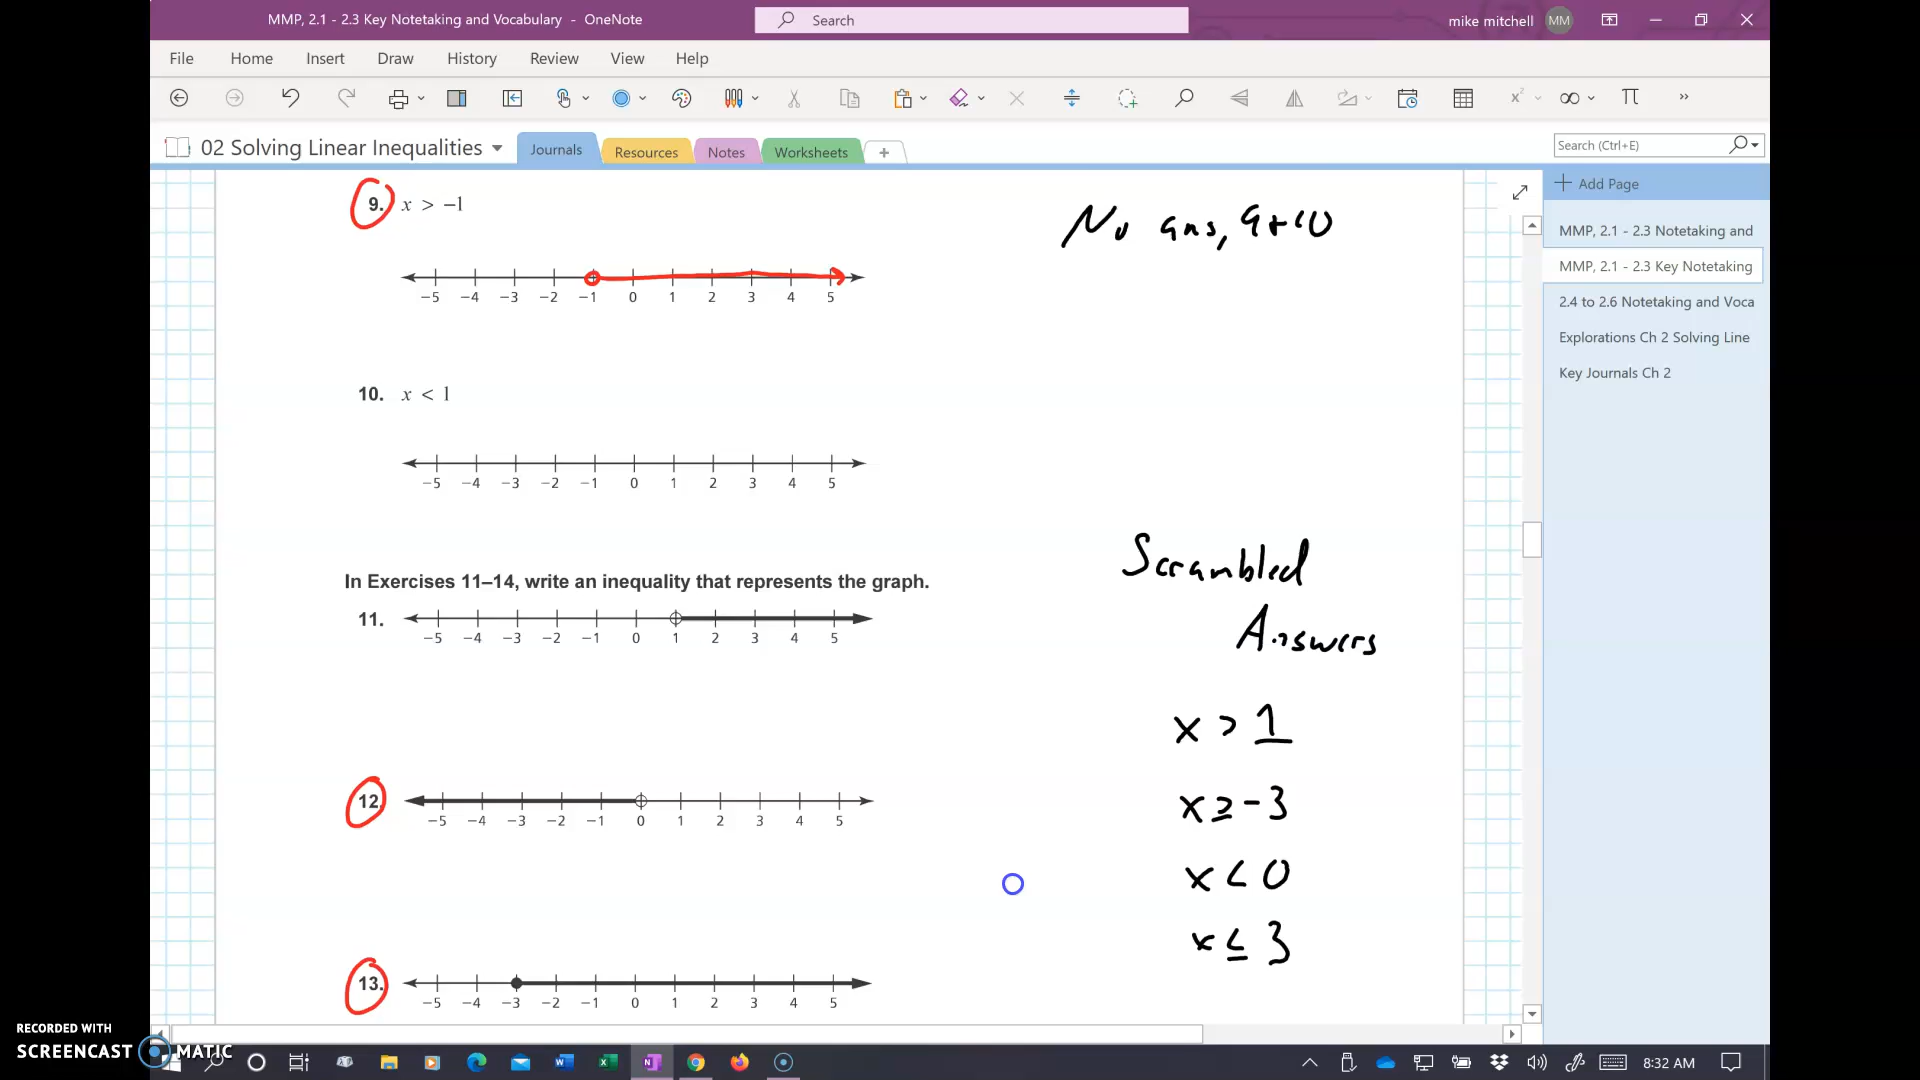 MMP, 2.1 - 2.3 Key Notetaking and Vocabulary - OneNote
Search
mike mitchell
MM
File Home Insert Draw History Review View Help
02 Solving Linear Inequalities
Journals Resources Notes Worksheets
Search (Ctrl+E)
Add Page
MMP, 2.1 - 2.3 Notetaking and
MMP, 2.1 - 2.3 Key Notetaking
2.4 to 2.6 Notetaking and Voca
Explorations Ch 2 Solving Line
Key Journals Ch 2
9. x > −1
No ans, 9+10
−5 −4 −3 −2 −1 0 1 2 3 4 5
10. x < 1
−5 −4 −3 −2 −1 0 1 2 3 4 5
In Exercises 11–14, write an inequality that represents the graph.
11.
−5 −4 −3 −2 −1 0 1 2 3 4 5
12.
−5 −4 −3 −2 −1 0 1 2 3 4 5
13.
−5 −4 −3 −2 −1 0 1 2 3 4 5
Scrambled
Answers
x > 1
x ≥ -3
x < 0
x ≤ 3
RECORDED WITH
SCREENCAST MATIC
8:32 AM